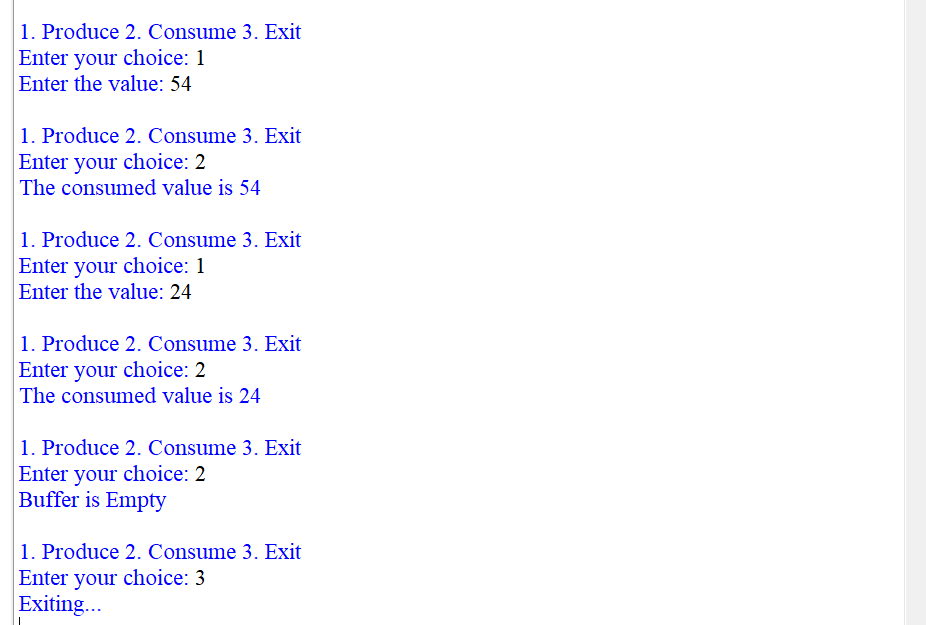 1. Produce 2. Consume 3. Exit
Enter your choice: 1
Enter the value: 54
1. Produce 2. Consume 3. Exit
Enter your choice: 2
The consumed value is 54
1. Produce 2. Consume 3. Exit
Enter your choice: 1
Enter the value: 24
1. Produce 2. Consume 3. Exit
Enter your choice: 2
The consumed value is 24
1. Produce 2. Consume 3. Exit
Enter your choice: 2
Buffer is Empty
1. Produce 2. Consume 3. Exit
Enter your choice: 3
Exiting...